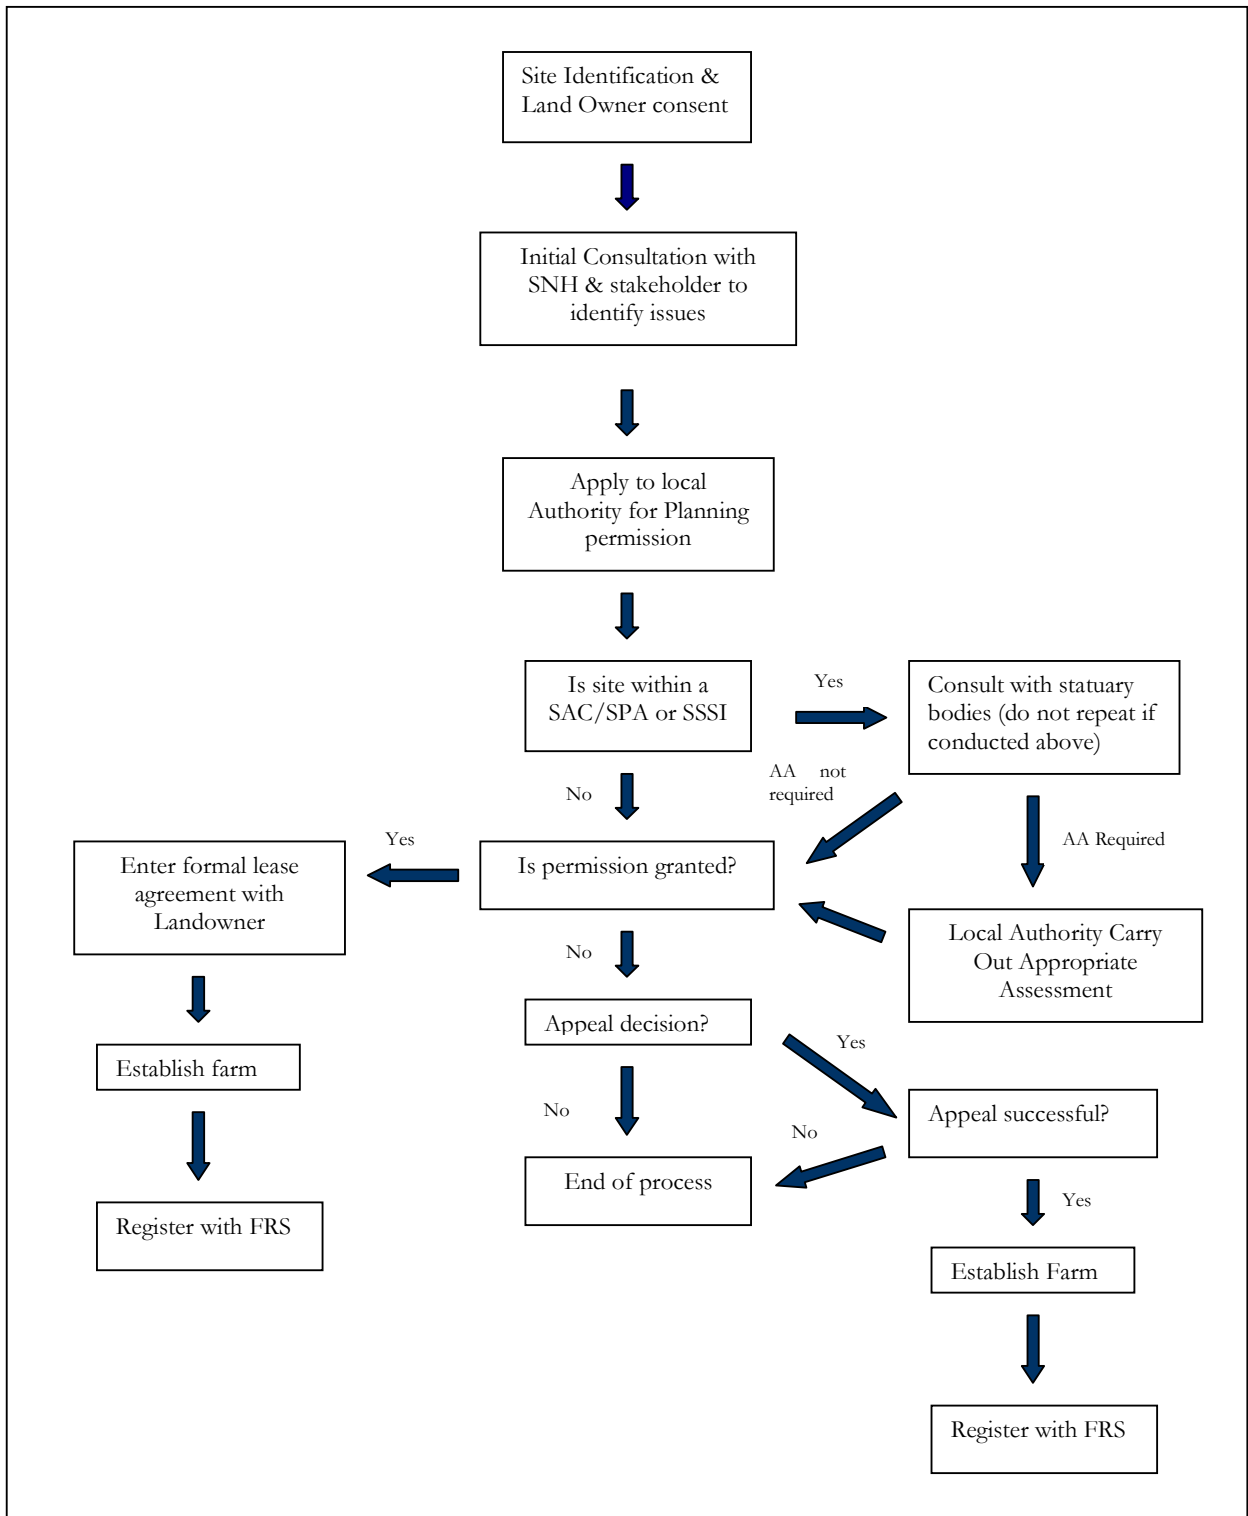 Site Identification &
Land Owner consent
Initial Consultation with
SNH & stakeholder to
identify issues
Apply to local
Authority for Planning
permission
Is site within a
SAC/SPA or SSSI
Yes
Consult with statuary
bodies (do not repeat if
conducted above)
No
AA not
required
AA Required
Yes
Enter formal lease
agreement with
Landowner
Is permission granted?
Local Authority Carry
Out Appropriate
Assessment
No
Appeal decision?
Yes
Establish farm
No
No
Appeal successful?
End of process
Yes
Register with FRS
Establish Farm
Register with FRS